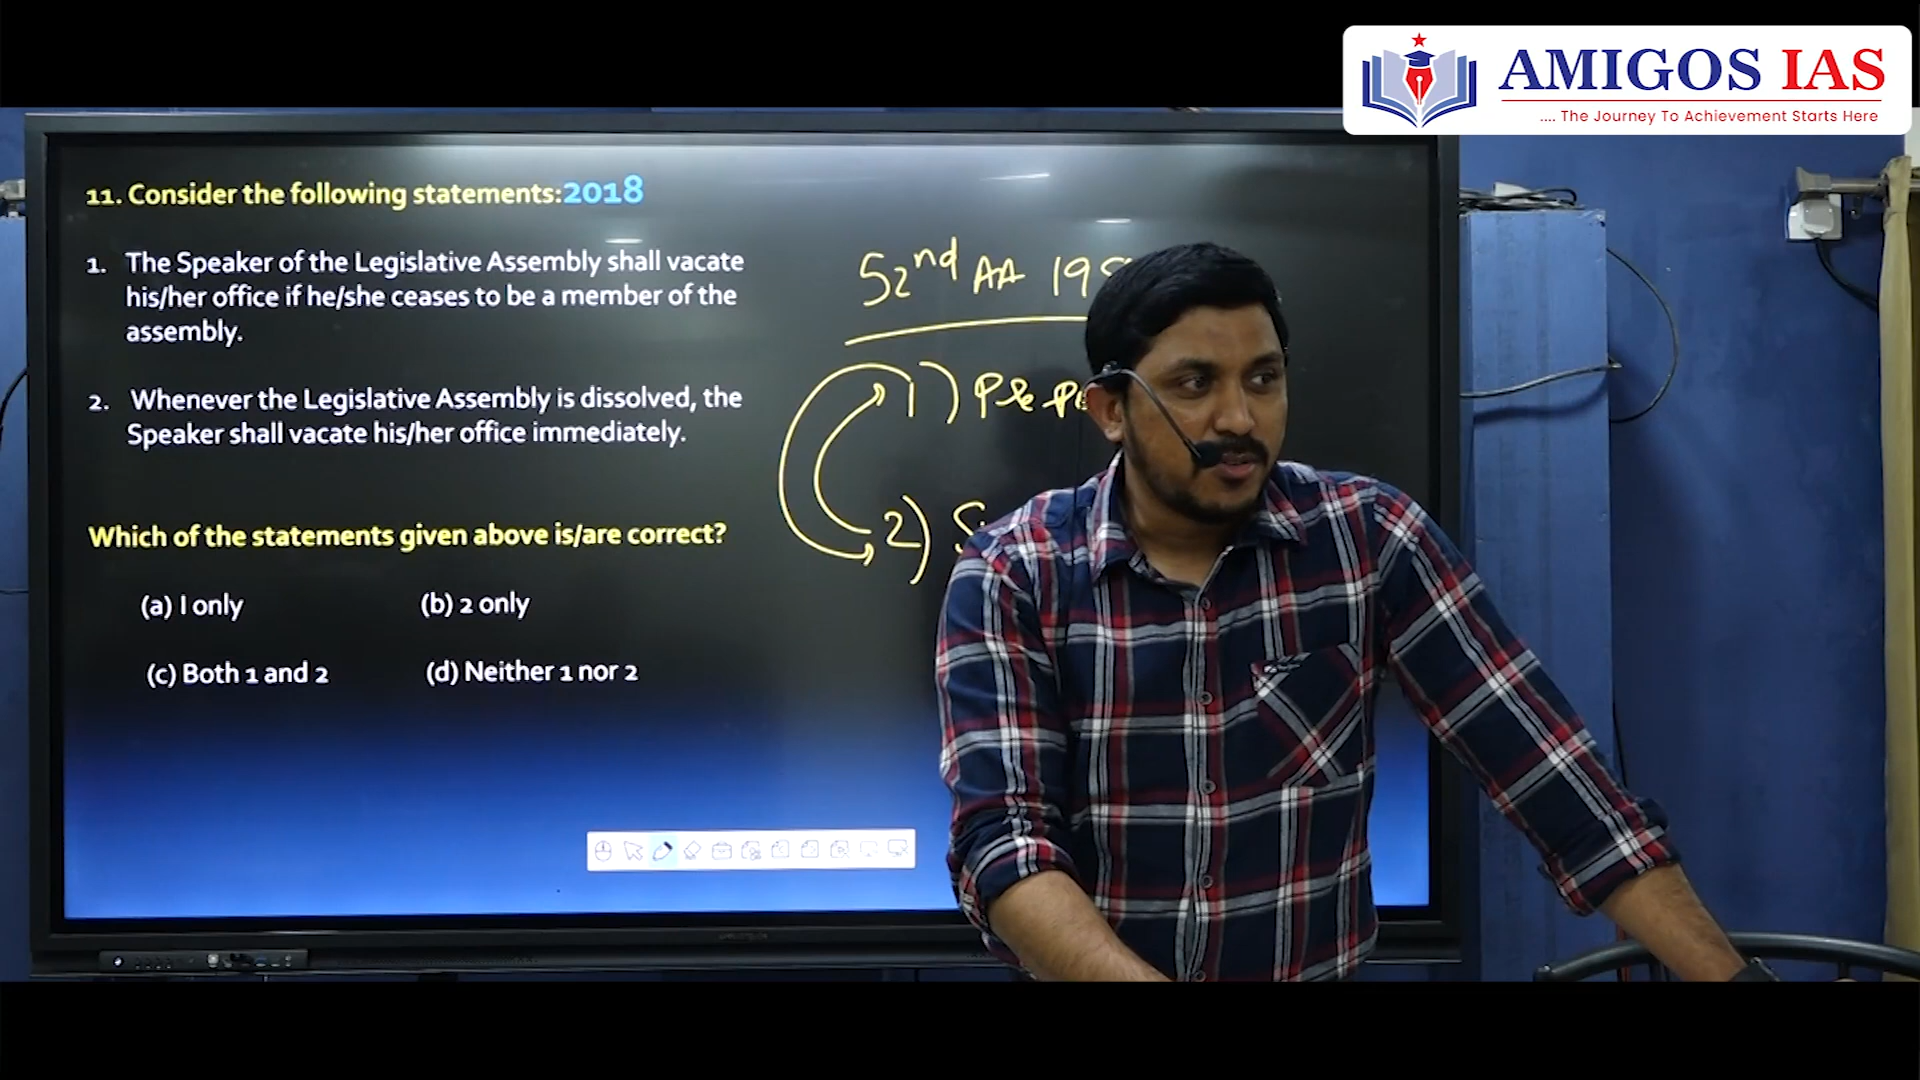 AMIGOS IAS
.... The Journey To Achievement Starts Here
11. Consider the following statements:2018
1. The Speaker of the Legislative Assembly shall vacate
his/her office if he/she ceases to be a member of the
assembly.
2. Whenever the Legislative Assembly is dissolved, the
Speaker shall vacate his/her office immediately.
Which of the statements given above is/are correct?
(a) I only
(b) 2 only
(c) Both 1 and 2
(d) Neither 1 nor 2
52nd AA
1)
2)